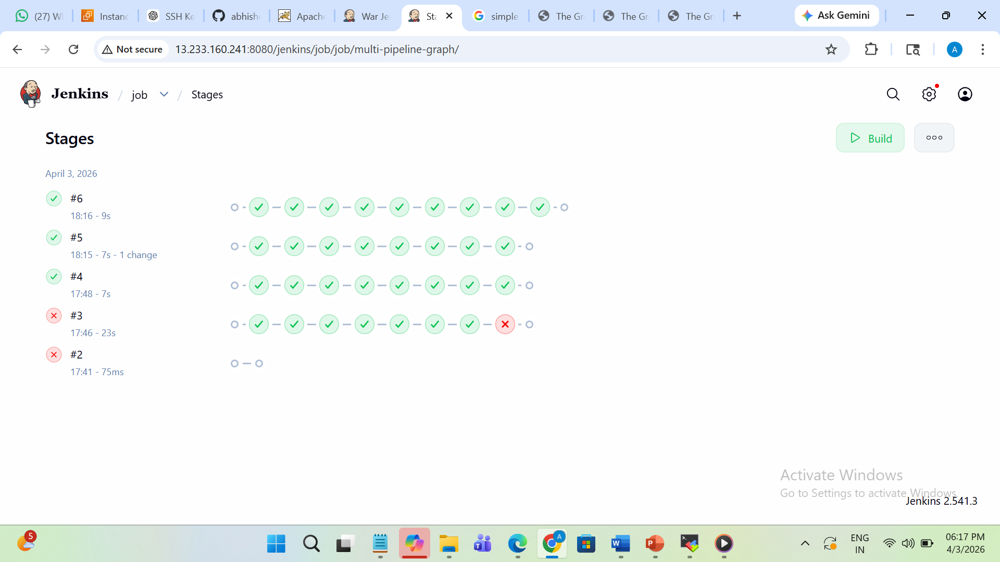 (27) W
Instanc
SSH Ke
abhishe
Apache
War Je
Sta
simple
The Gr
The Gr
The Gr
Ask Gemini
Not secure
13.233.160.241:8080/jenkins/job/job/multi-pipeline-graph/
A
Jenkins / job / Stages
Stages
Build
April 3, 2026
#6
18:16 - 9s
#5
18:15 - 7s - 1 change
#4
17:48 - 7s
#3
17:46 - 23s
#2
17:41 - 75ms
Activate Windows
Go to Settings to activate Windows.
Jenkins 2.541.3
5
A
ENG
IN
06:17 PM
4/3/2026